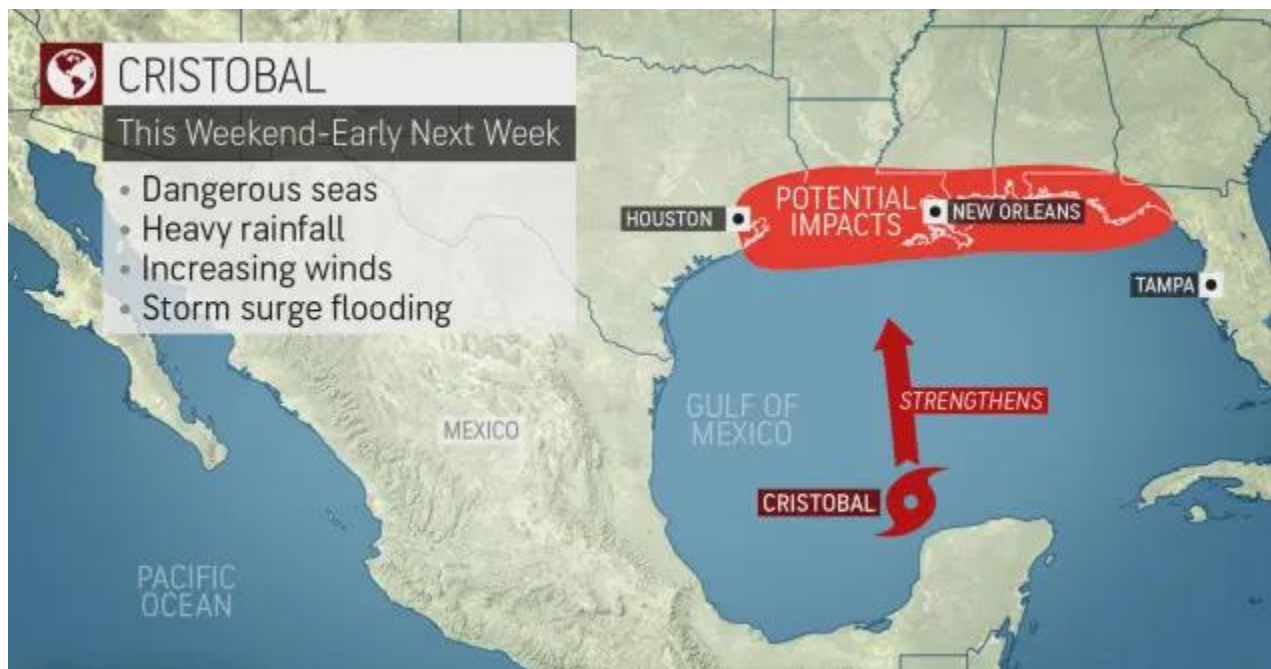 CRISTOBAL
This Weekend-Early Next Week
• Dangerous seas
• Heavy rainfall
• Increasing winds
• Storm surge flooding
POTENTIAL
IMPACTS
HOUSTON
NEW ORLEANS
TAMPA
STRENGTHENS
GULF OF
MEXICO
MEXICO
CRISTOBAL
PACIFIC
OCEAN